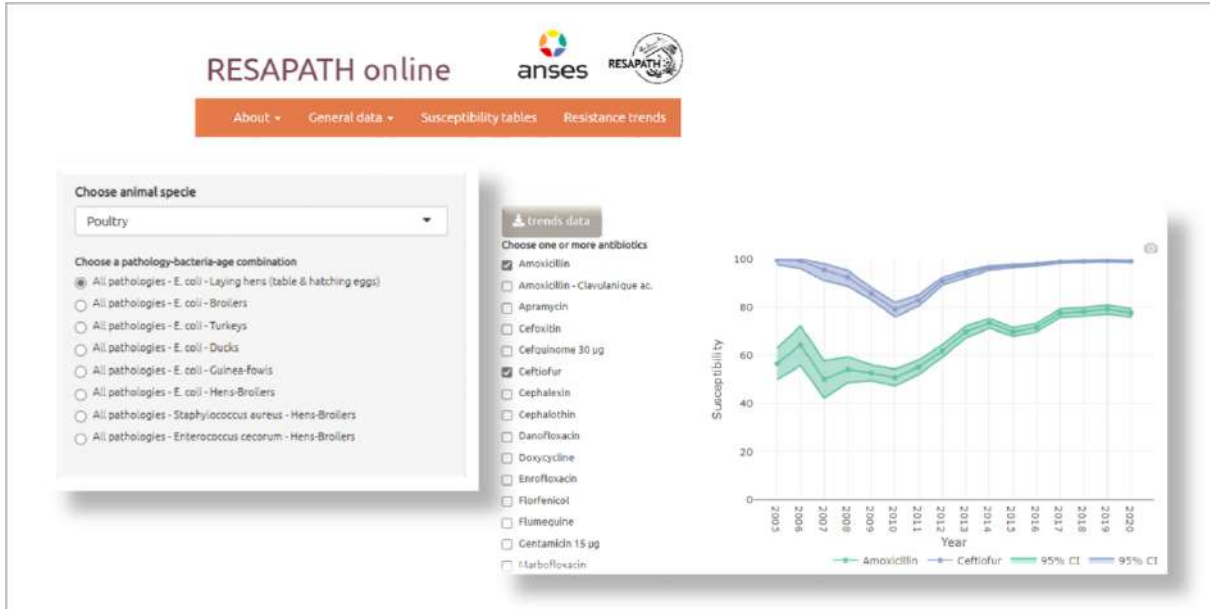 RESAPATH online
anses
RESAPATH
About
General data
Susceptibility tables
Resistance trends
Choose animal specie
Poultry
Choose a pathology-bacteria-age combination
All pathologies - E. coli - Laying hens (table & hatching eggs)
All pathologies - E. coli - Broilers
All pathologies - E. coli - Turkeys
All pathologies - E. coli - Ducks
All pathologies - E. coli - Guinea-fowls
All pathologies - E. coli - Hens-Broilers
All pathologies - Staphylococcus aureus - Hens-Broilers
All pathologies - Enterococcus cecorum - Hens-Broilers
trends data
Choose one or more antibiotics
Amoxicillin
Amoxicillin - Clavulanique ac.
Apramycin
Cefoxitin
Cefquinome 30 µg
Ceftiofur
Cephalexin
Cephalothin
Danofloxacin
Doxycycline
Enrofloxacin
Florfenicol
Flumequine
Gentamicin 15 µg
Marbofloxacin
Susceptibility
100
80
60
40
20
0
2005 2006 2007 2008 2009 2010 2011 2012 2013 2014 2015 2016 2017 2018 2019 2020
Year
Amoxicillin Ceftiofur 95% CI 95% CI